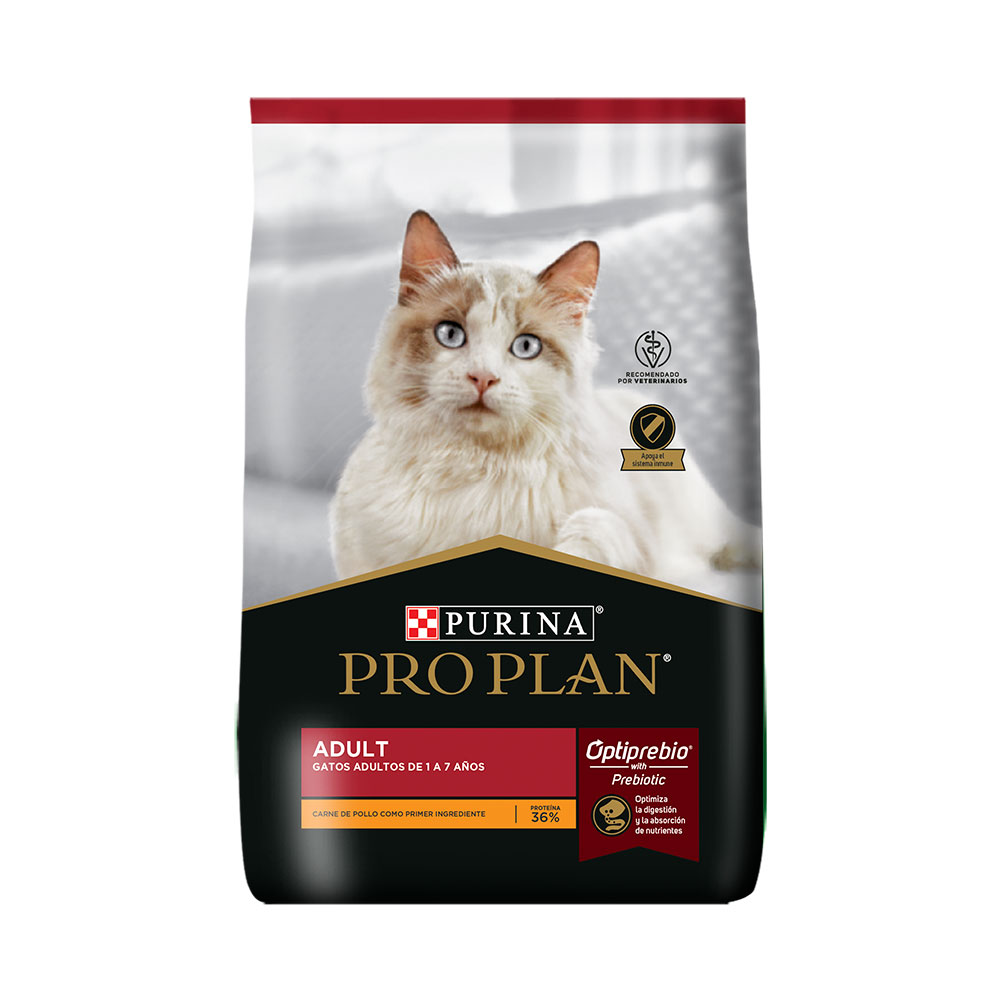 RECOMENDADO
POR VETERINARIOS
Apoya el
sistema inmune
PURINA®
PRO PLAN®
ADULT
GATOS ADULTOS DE 1 A 7 AÑOS
CARNE DE POLLO COMO PRIMER INGREDIENTE
PROTEÍNA
36%
Optiprebio®
with
Prebiotic
Optimiza
la digestión
y la absorción
de nutrientes